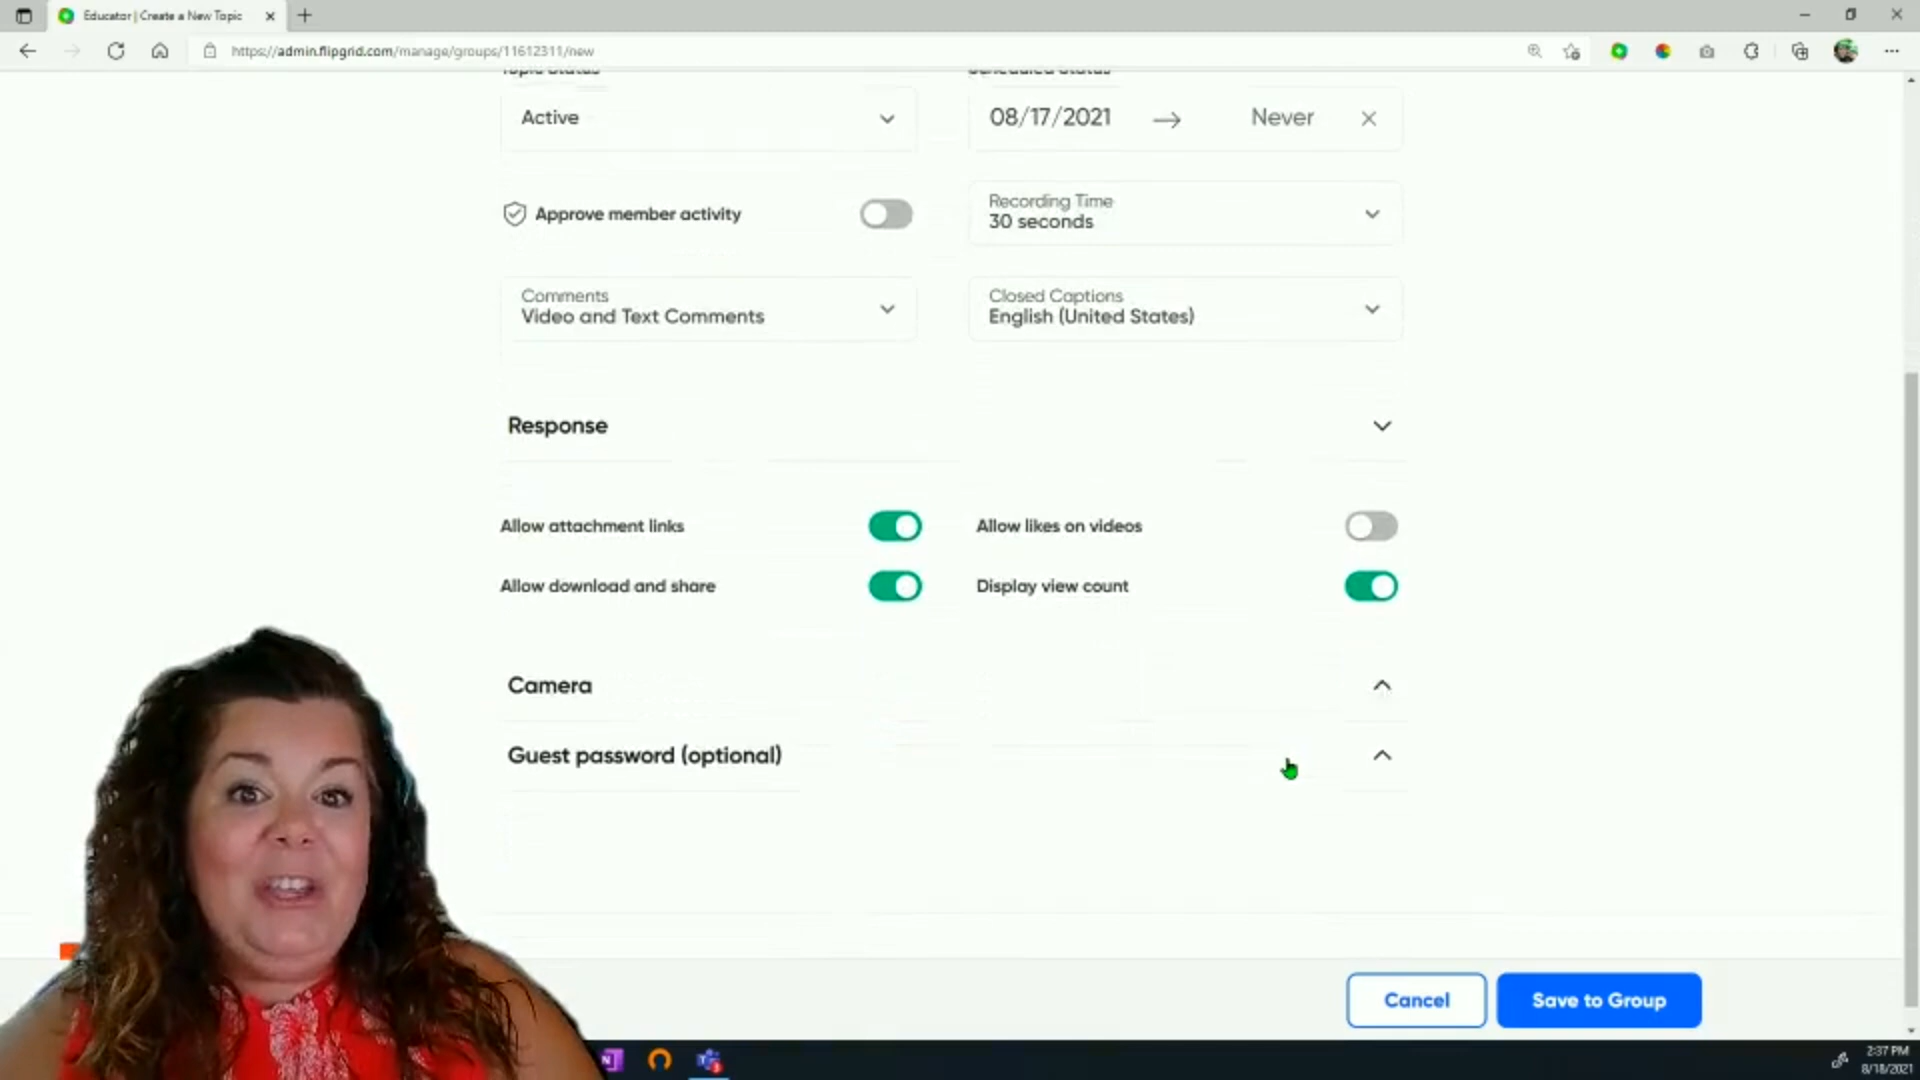 Educator | Create a New Topic
https://admin.flipgrid.com/manage/groups/11612311/new
Topic Status
Scheduled Status
Active
08/17/2021 → Never
Approve member activity
Recording Time
30 seconds
Comments
Video and Text Comments
Closed Captions
English (United States)
Response
Allow attachment links
Allow likes on videos
Allow download and share
Display view count
Camera
Guest password (optional)
Cancel
Save to Group
2:37 PM
8/18/2021